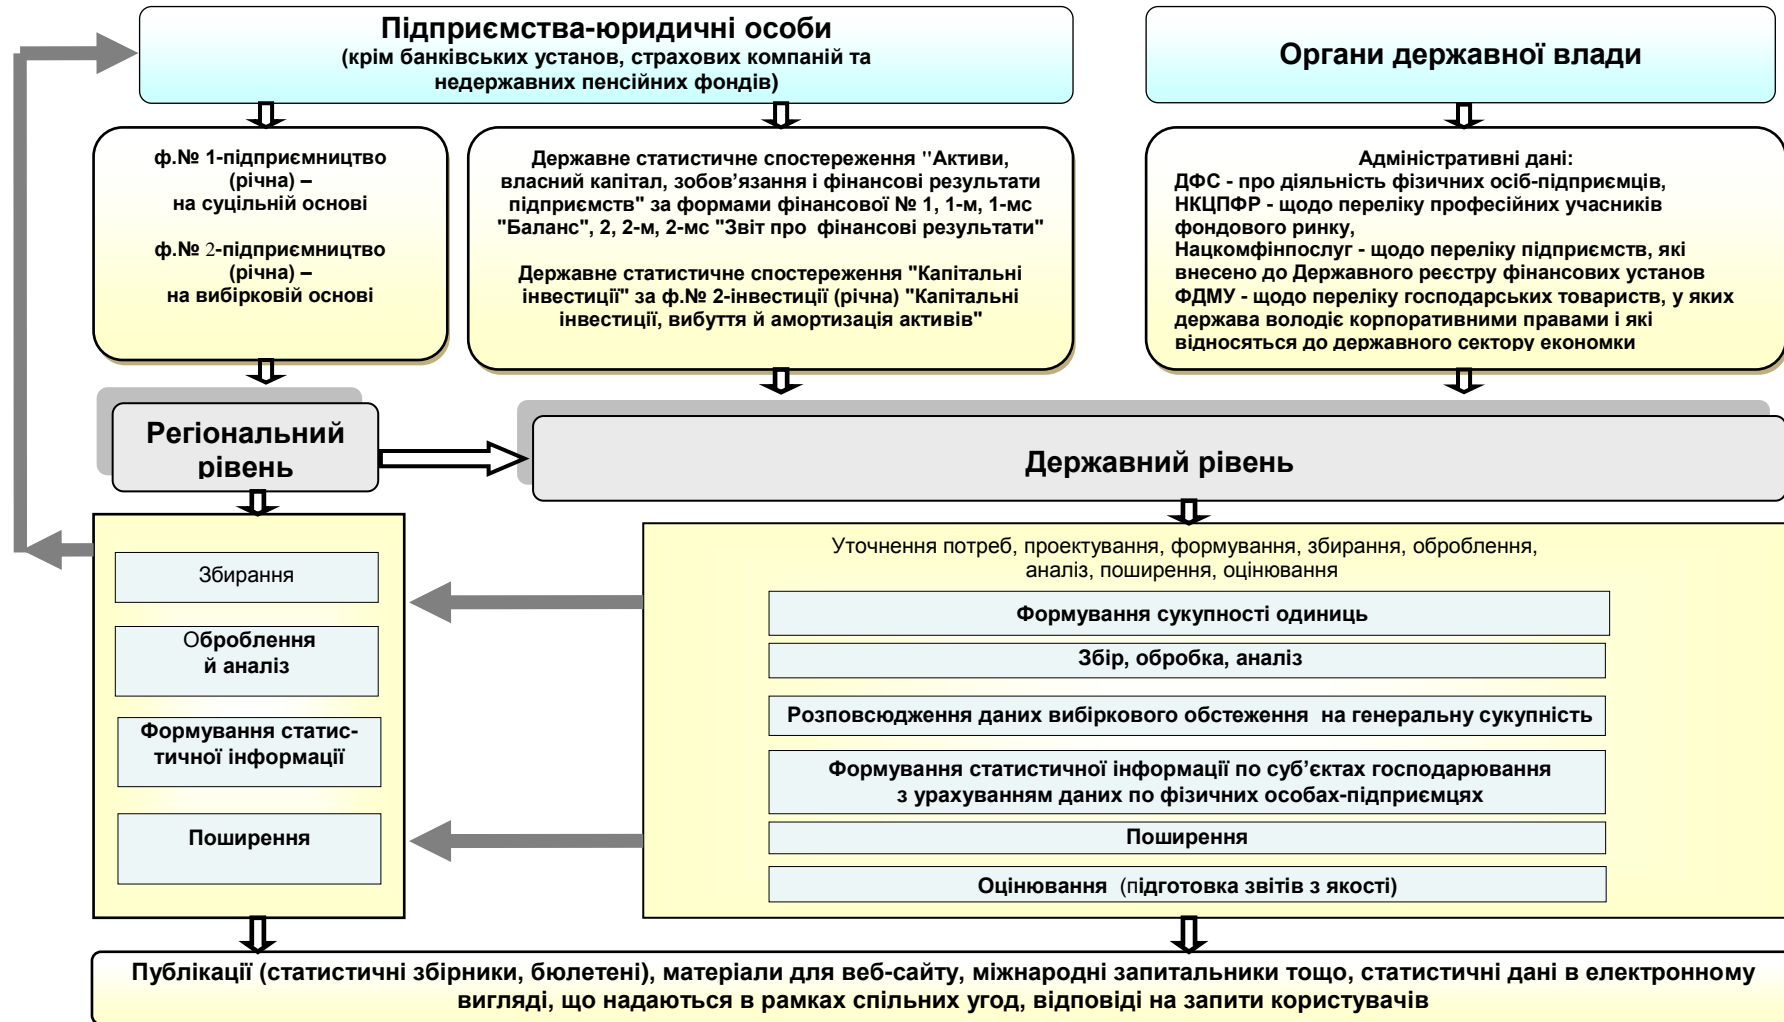 Підприємства-юридичні особи
(крім банківських установ, страхових компаній та
недержавних пенсійних фондів)
Органи державної влади
ф.№ 1-підприємництво
(річна) –
на суцільній основі
ф.№ 2-підприємництво
(річна) –
на вибірковій основі
Державне статистичне спостереження "Активи,
власний капітал, зобов’язання і фінансові результати
підприємств" за формами фінансової № 1, 1-м, 1-мс
"Баланс", 2, 2-м, 2-мс "Звіт про фінансові результати"
Державне статистичне спостереження "Капітальні
інвестиції" за ф.№ 2-інвестиції (річна) "Капітальні
інвестиції, вибуття й амортизація активів"
Адміністративні дані:
ДФС - про діяльність фізичних осіб-підприємців,
НКЦПФР - щодо переліку професійних учасників
фондового ринку,
Нацкомфінпослуг - щодо переліку підприємств, які
внесено до Державного реєстру фінансових установ
ФДМУ - щодо переліку господарських товариств, у яких
держава володіє корпоративними правами і які
відносяться до державного сектору економки
Регіональний
рівень
Державний рівень
Збирання
Оброблення
й аналіз
Формування статис-
тичної інформації
Поширення
Уточнення потреб, проектування, формування, збирання, оброблення,
аналіз, поширення, оцінювання
Формування сукупності одиниць
Збір, обробка, аналіз
Розповсюдження даних вибіркового обстеження на генеральну сукупність
Формування статистичної інформації по суб’єктах господарювання
з урахуванням даних по фізичних особах-підприємцях
Поширення
Оцінювання (підготовка звітів з якості)
Публікації (статистичні збірники, бюлетені), матеріали для веб-сайту, міжнародні запитальники тощо, статистичні дані в електронному
вигляді, що надаються в рамках спільних угод, відповіді на запити користувачів